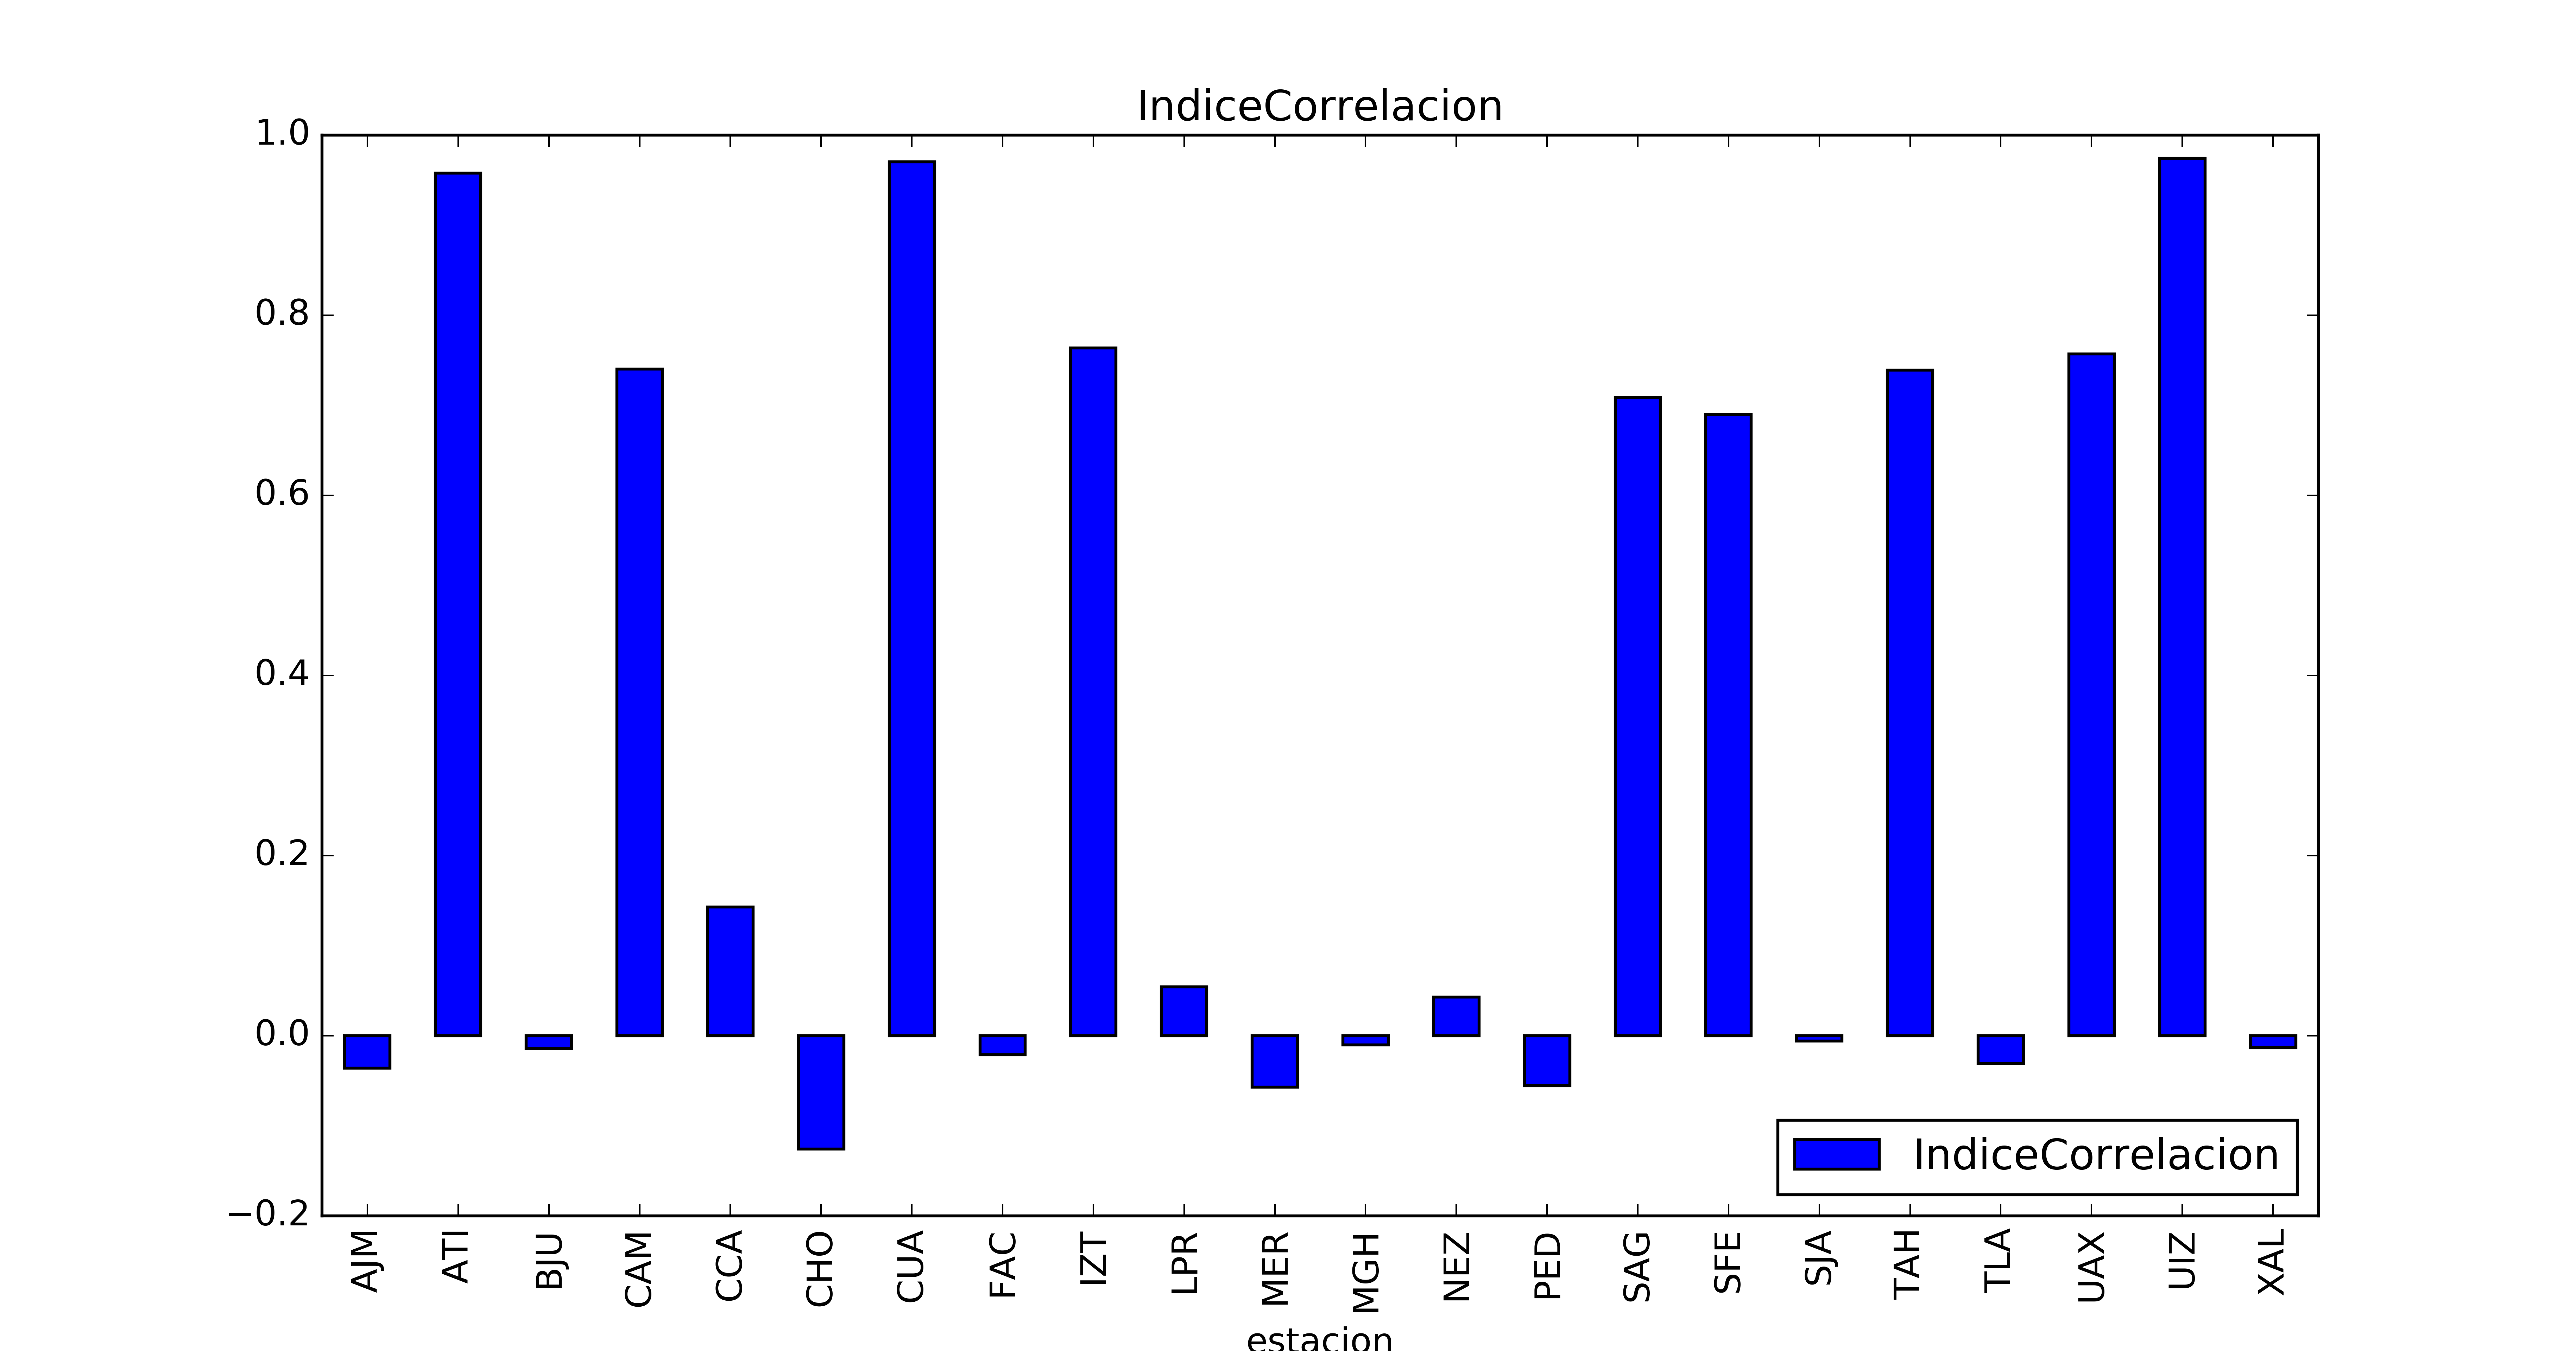 IndiceCorrelacion
1.0
0.8
0.6
0.4
0.2
0.0
−0.2
IndiceCorrelacion
AJM ATI BJU CAM CCA CHO CUA FAC IZT LPR MER MGH NEZ PED SAG SFE SJA TAH TLA UAX UIZ XAL
estacion